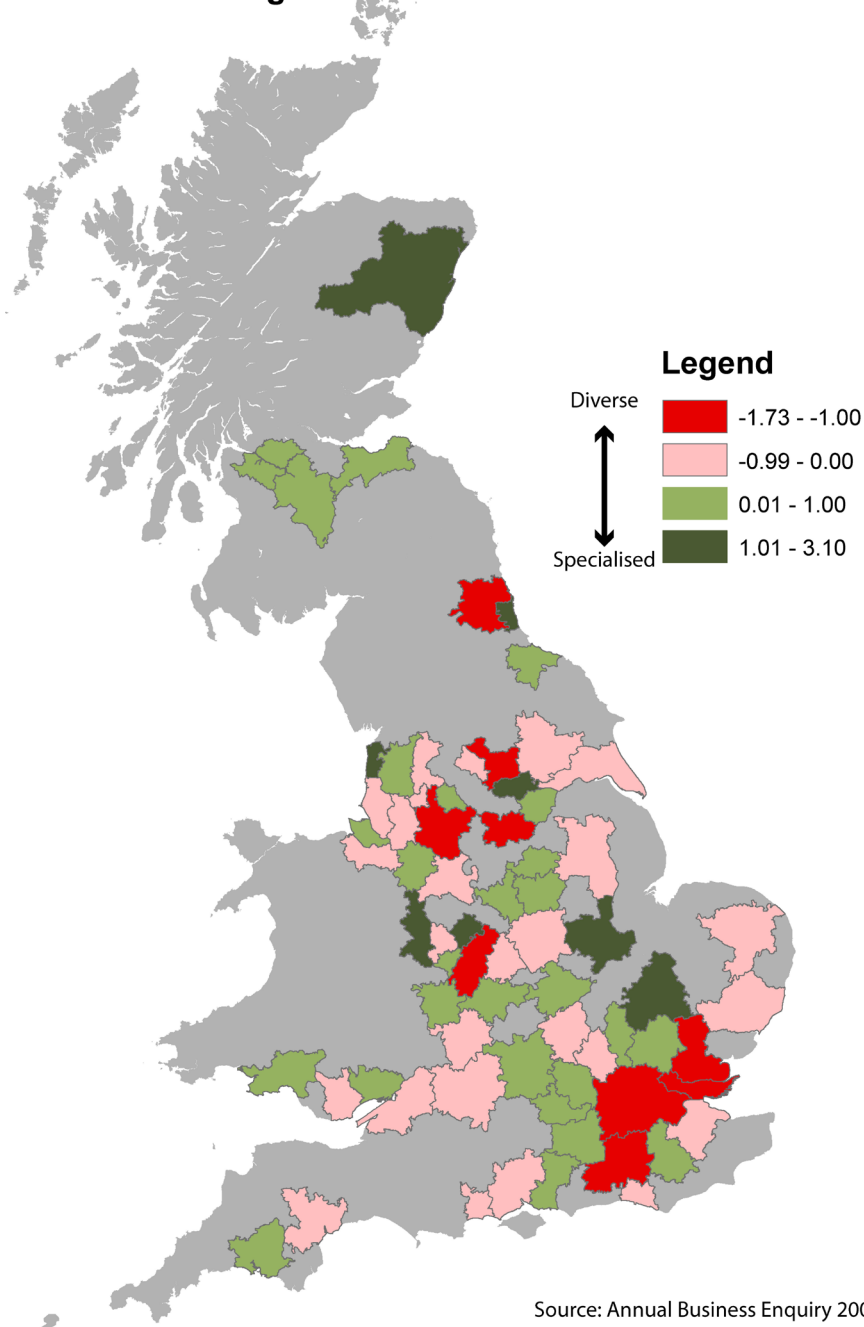 Legend
Diverse
-1.73 - -1.00
-0.99 - 0.00
0.01 - 1.00
1.01 - 3.10
Specialised
Source: Annual Business Enquiry